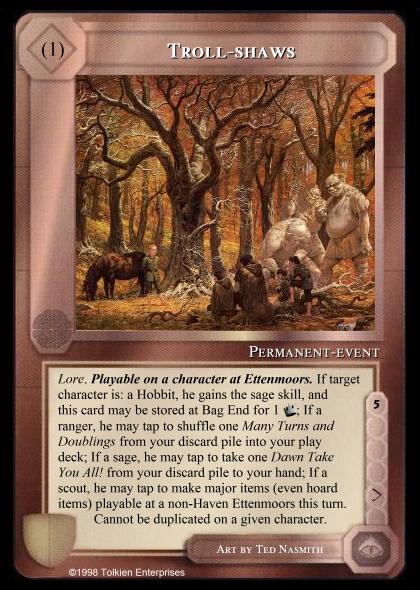 (1)
TROLL-SHAWS
PERMANENT-EVENT
Lore. Playable on a character at Ettenmoors. If target
character is: a Hobbit, he gains the sage skill, and
this card may be stored at Bag End for 1 ; If a
ranger, he may tap to shuffle one Many Turns and
Doublings from your discard pile into your play
deck; If a sage, he may tap to take one Dawn Take
You All! from your discard pile to your hand; If a
scout, he may tap to make major items (even hoard
items) playable at a non-Haven Ettenmoors this turn.
Cannot be duplicated on a given character.
5
ART BY TED NASMITH
©1998 Tolkien Enterprises